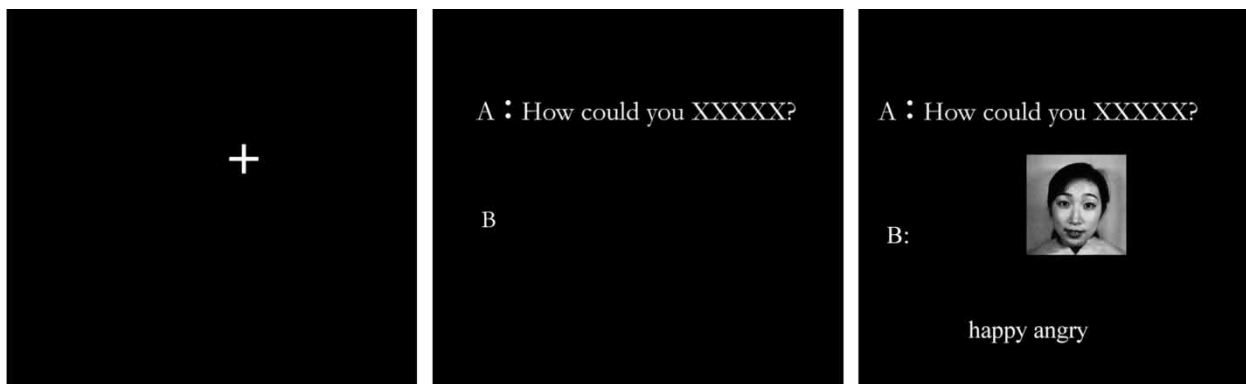 +
A：How could you XXXXX?
B
A：How could you XXXXX?
B:
happy angry